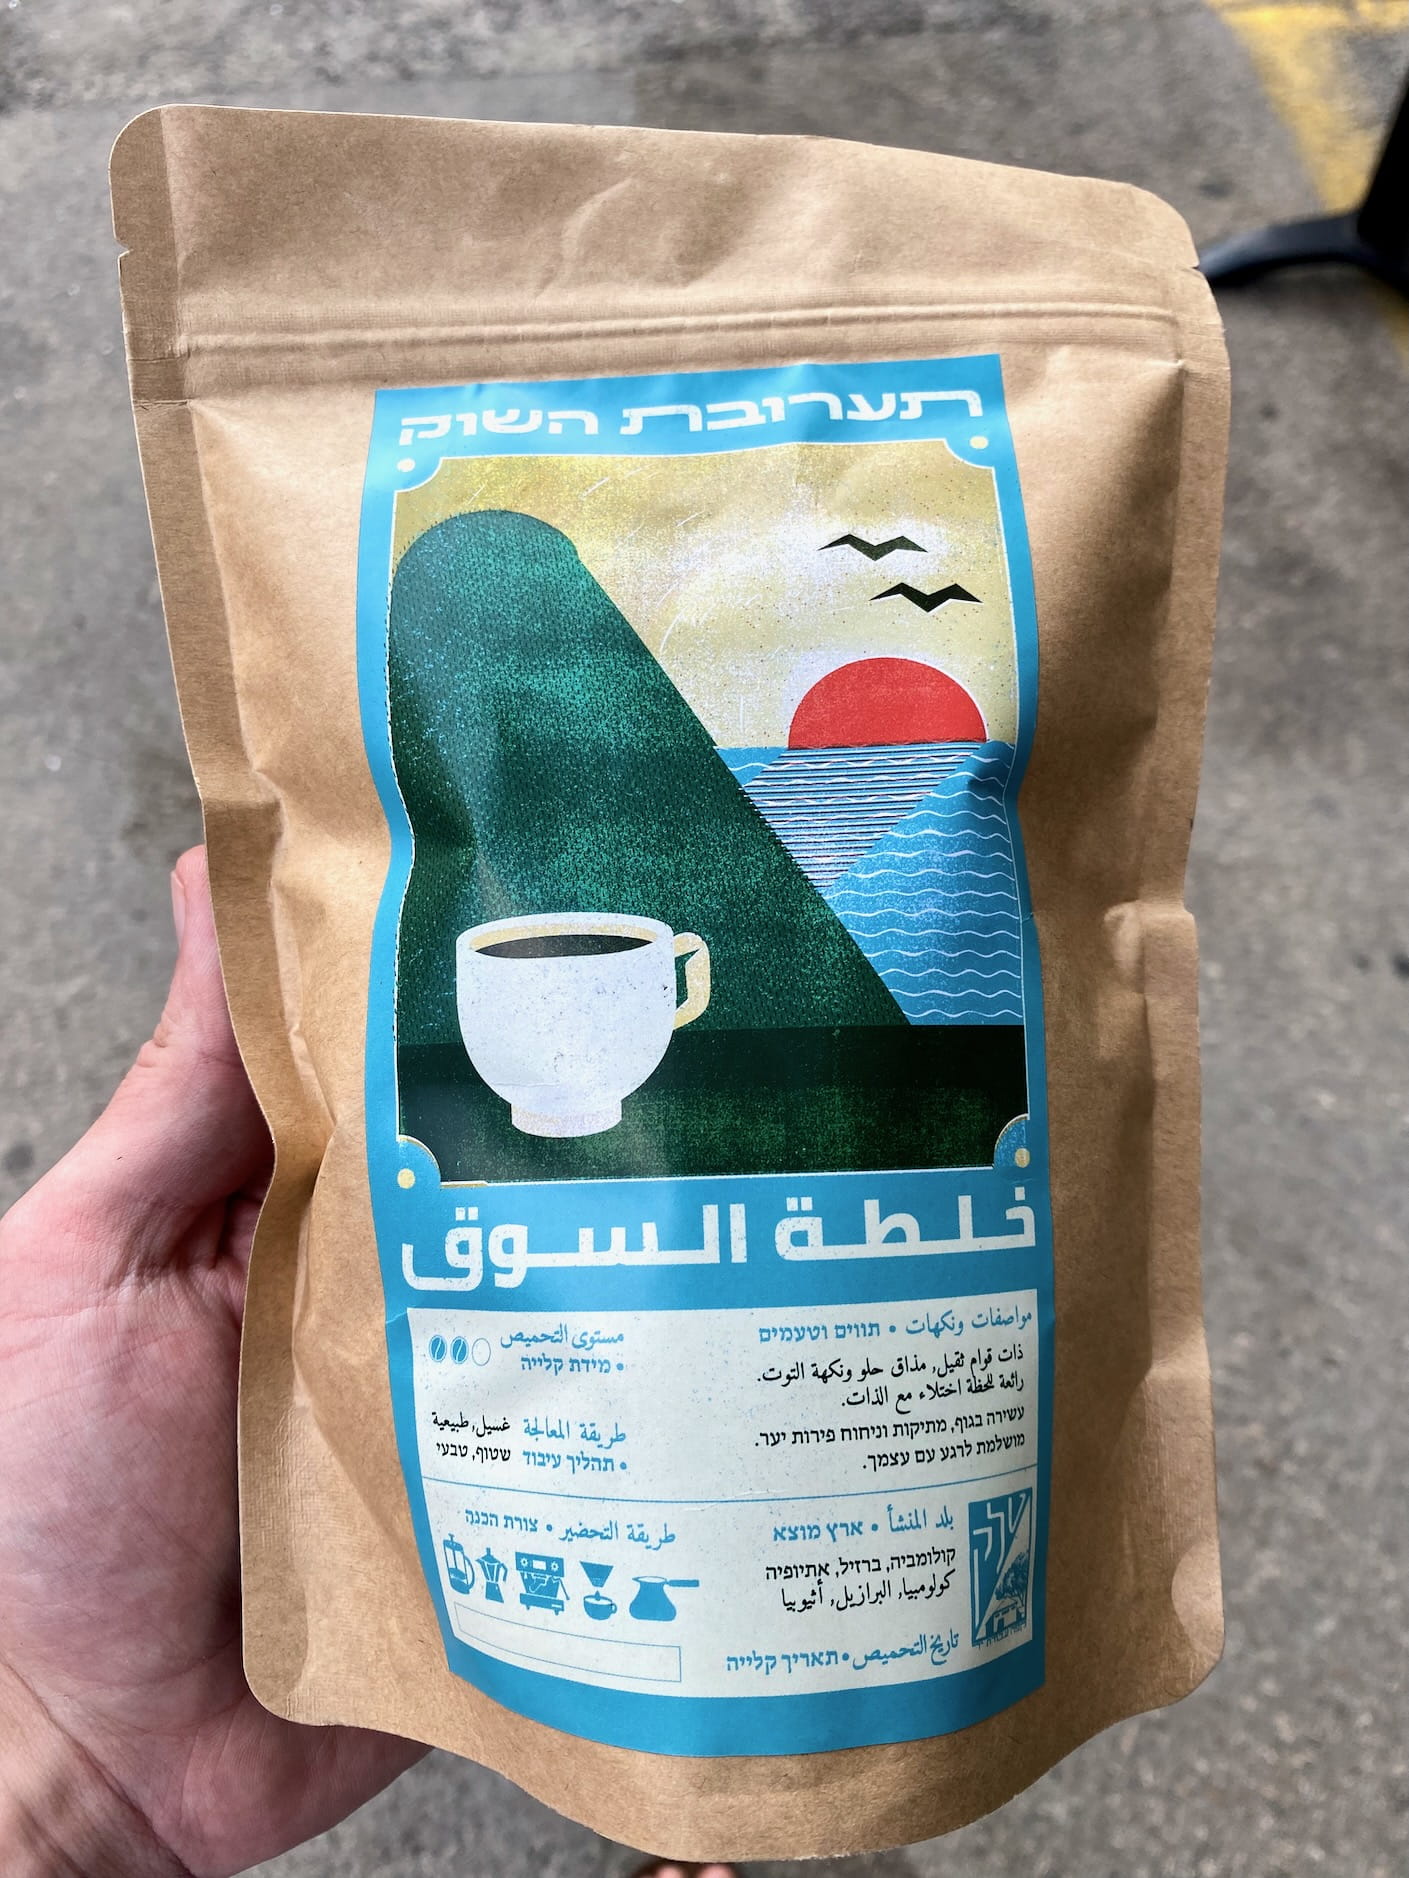 תערובת השוק
خلطة السوق
مواصفات ونكهات • תווים וטעמים
ذات قوام ثقيل, مذاق حلو ونكهة التوت.
رائعة للحظة اختلاء مع الذات.
עשירה בגוף, מתיקות וניחוח פירות יער.
מושלמת לרגע עם עצמך.
مستوى التحميص
• מידת קלייה
طريقة المعالجة غسيل, طبيعية
• תהליך עיבוד שטוף, טבעי
بلد المنشأ • ארץ מוצא
קולומביה, ברזיל, אתיופיה
كولومبيا, البرازيل, أثيوبيا
تاريخ التحميص • תאריך קלייה
طريقة التحضير • צורת הכנה